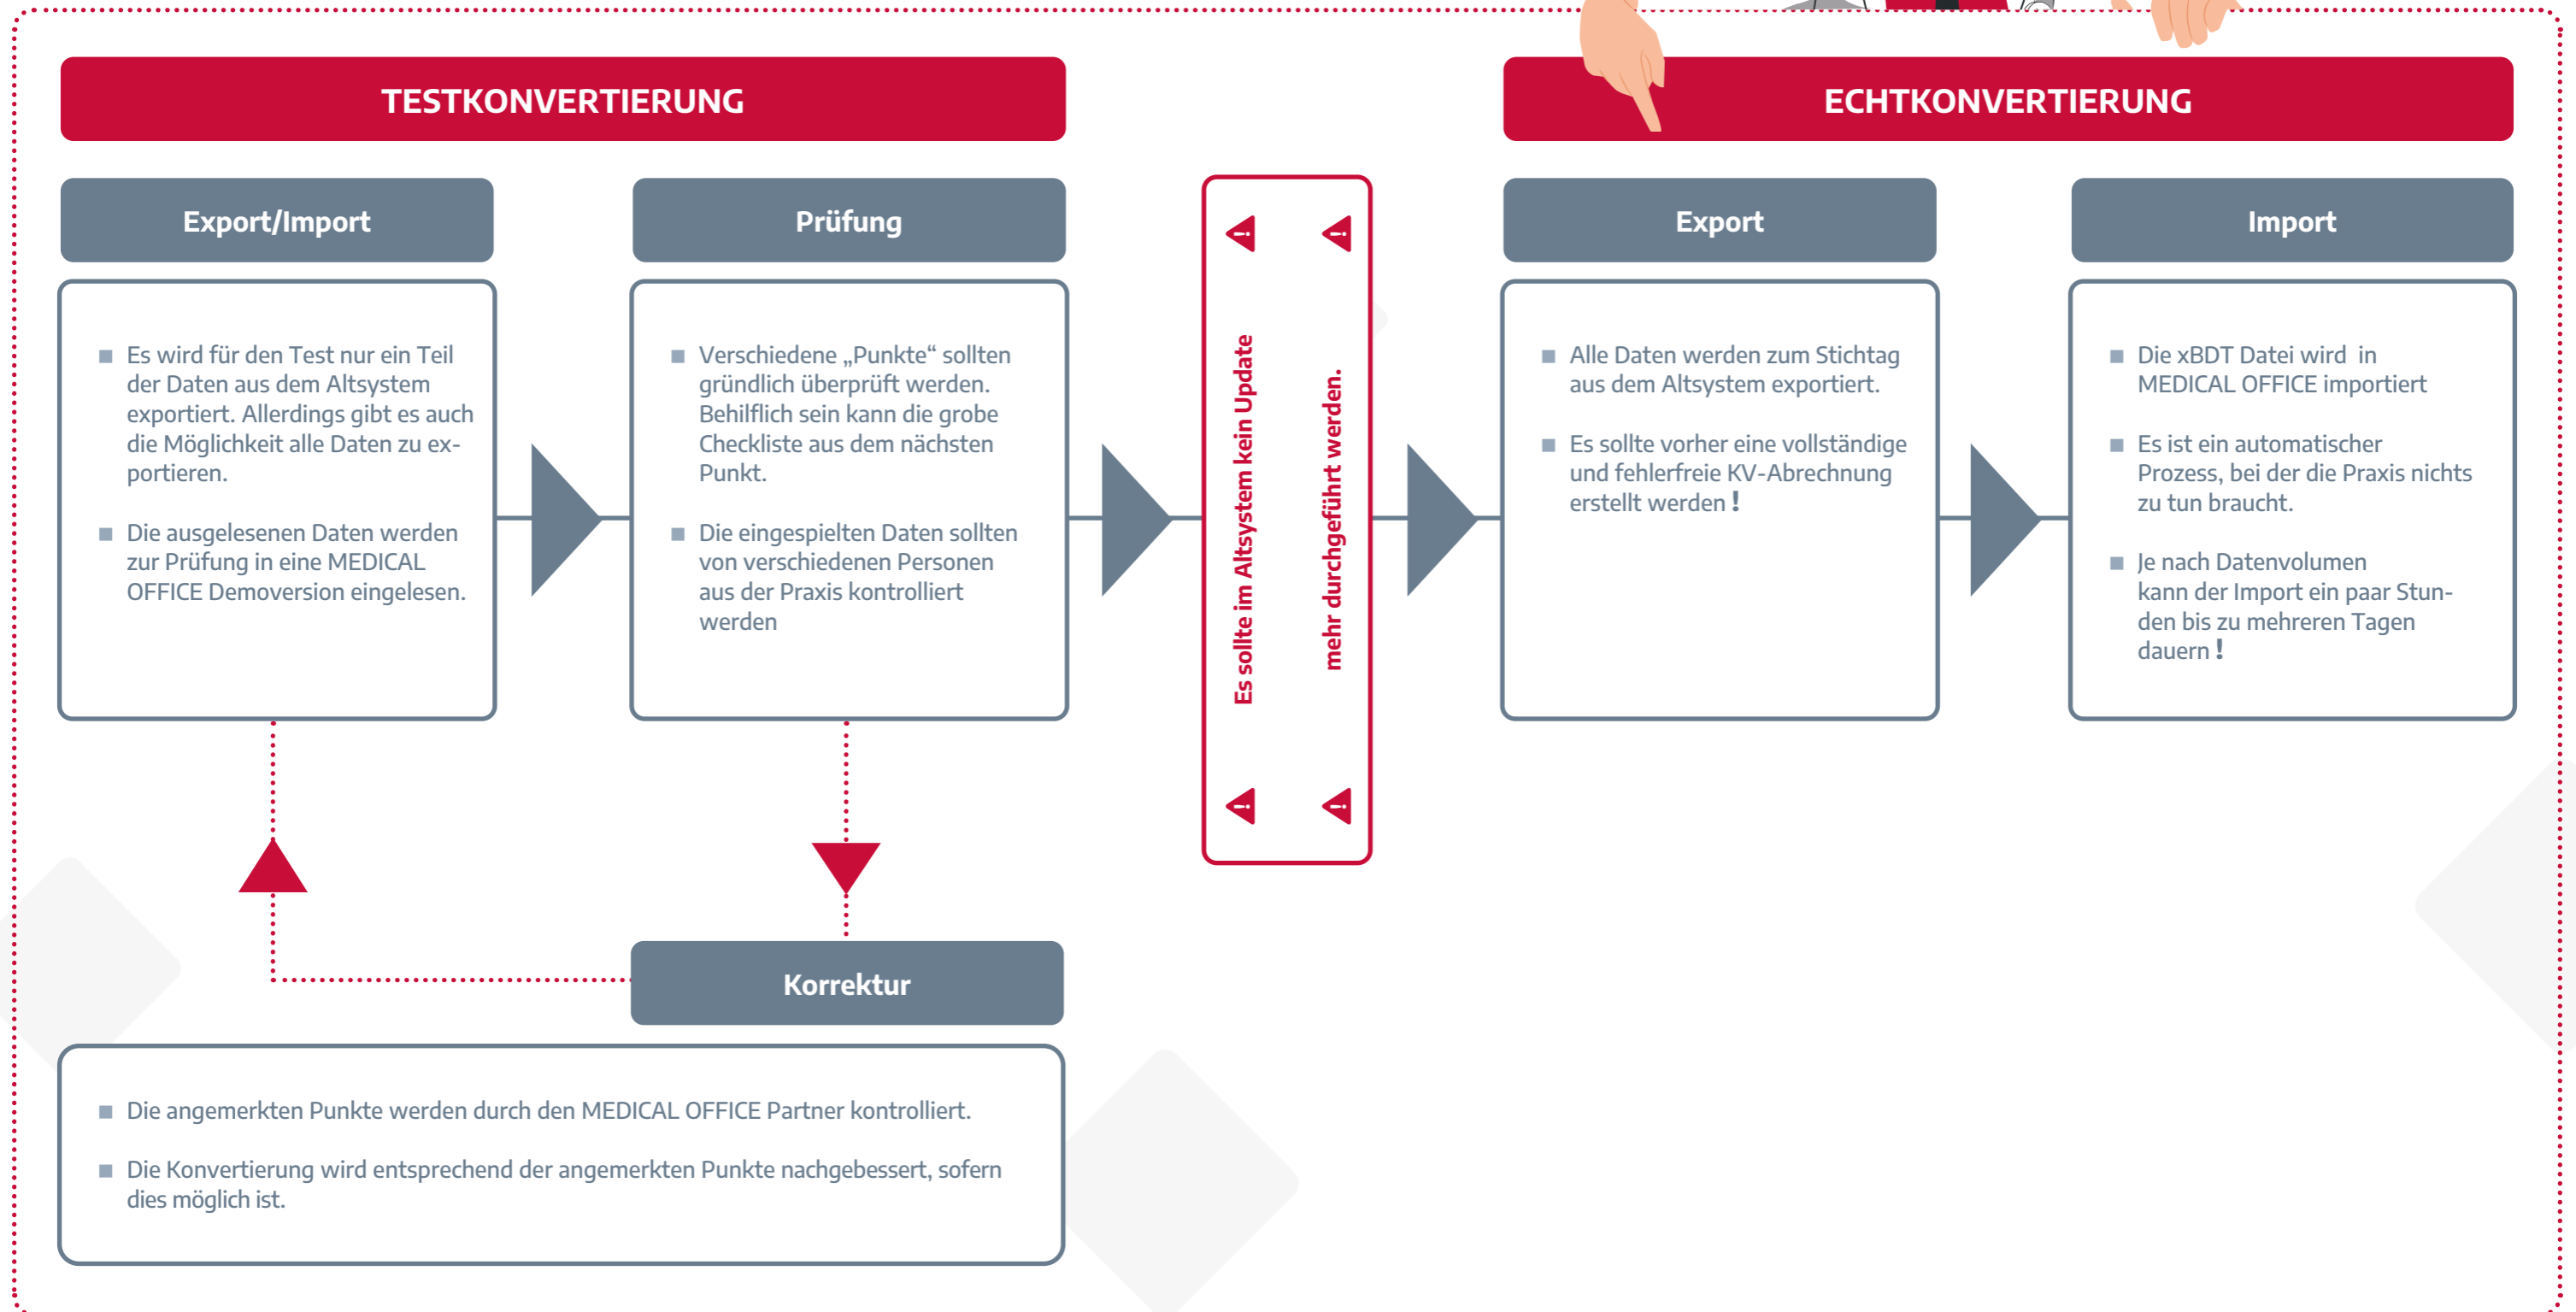 TESTKONVERTIERUNG
Export/Import
Es wird für den Test nur ein Teil
der Daten aus dem Altsystem
exportiert. Allerdings gibt es auch
die Möglichkeit alle Daten zu ex-
portieren.
Die ausgelesenen Daten werden
zur Prüfung in eine MEDICAL
OFFICE Demoversion eingelesen.
Prüfung
Verschiedene „Punkte“ sollten
gründlich überprüft werden.
Behilflich sein kann die grobe
Checkliste aus dem nächsten
Punkt.
Die eingespielten Daten sollten
von verschiedenen Personen
aus der Praxis kontrolliert
werden
Korrektur
Die angemerkten Punkte werden durch den MEDICAL OFFICE Partner kontrolliert.
Die Konvertierung wird entsprechend der angemerkten Punkte nachgebessert, sofern
dies möglich ist.
Es sollte im Altsystem kein Update
mehr durchgeführt werden.
ECHTKONVERTIERUNG
Export
Alle Daten werden zum Stichtag
aus dem Altsystem exportiert.
Es sollte vorher eine vollständige
und fehlerfreie KV-Abrechnung
erstellt werden !
Import
Die xBDT Datei wird in
MEDICAL OFFICE importiert
Es ist ein automatischer
Prozess, bei der die Praxis nichts
zu tun braucht.
Je nach Datenvolumen
kann der Import ein paar Stun-
den bis zu mehreren Tagen
dauern !